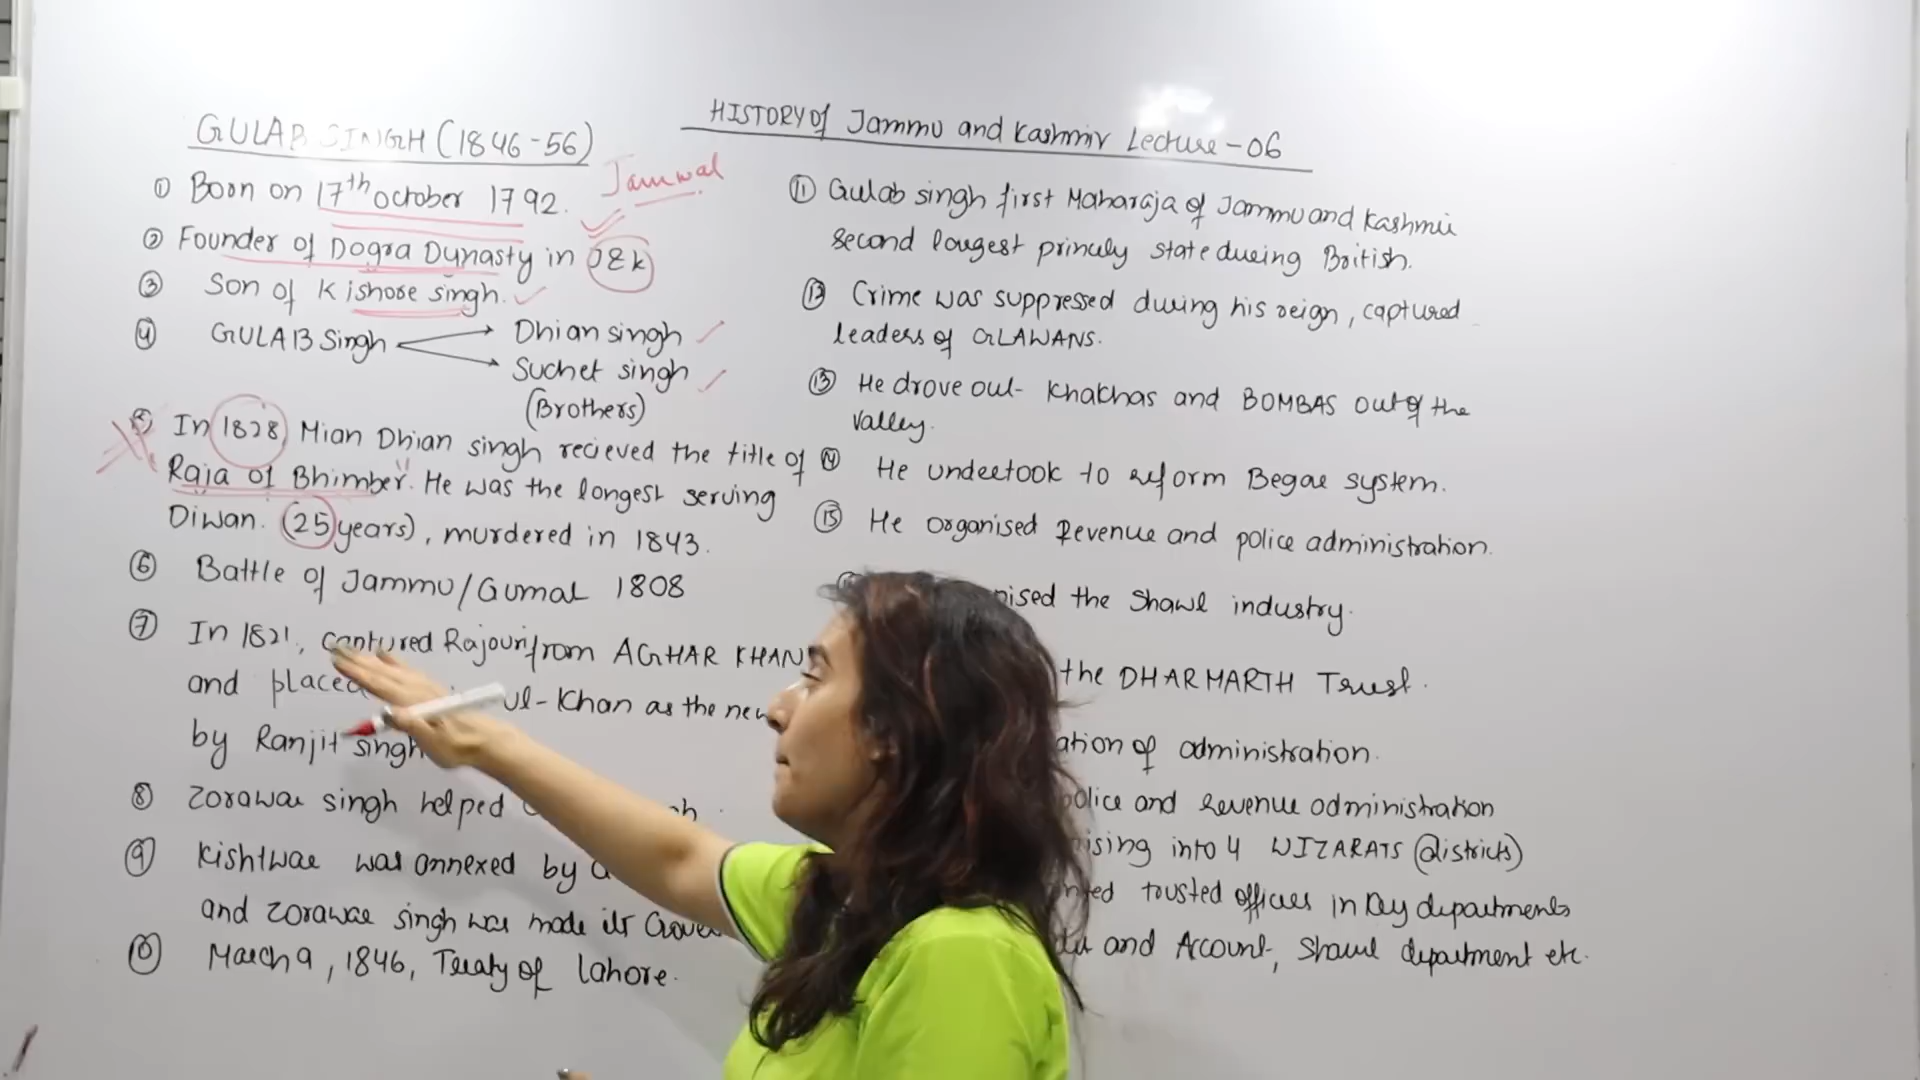 HISTORY of Jammu and Kashmir Lecture-06
GULAB SINGH (1846-56)
Jamwal
① Born on 17th october 1792.
② Founder of Dogra Dynasty in J&K
③ Son of Kishore singh.
④ GULAB Singh Dhian singh
Suchet singh
(Brothers)
⑤ In 1828, Mian Dhian singh recieved the title of
Raja of Bhimber". He was the longest serving
Diwan. (25 years), murdered in 1843.
⑥ Battle of Jammu/Gumat 1808
⑦ In 1821, captured Rajouri from AGHAR KHAN
and placed ul-Khan as the new
by Ranjit singh
⑧ Zorawar singh helped
⑨ Kishtwar was annexed by
and Zorawar singh was made its
⑩ March 9, 1846, Treaty of Lahore.
⑪ Gulab singh first Maharaja of Jammu and Kashmir
second largest princely state during British.
⑫ Crime was suppressed during his reign, captured
leaders of GLAWANS.
⑬ He drove out- Khakhas and BOMBAS out of the
valley.
⑭ He undertook to reform Begar system.
⑮ He organised Revenue and police administration.
the Shawl industry.
the DHARMARTH Trust.
of administration.
police and revenue administration
into 4 WIZARATS (districts)
trusted officers in key departments
and Account, Shawl department etc.